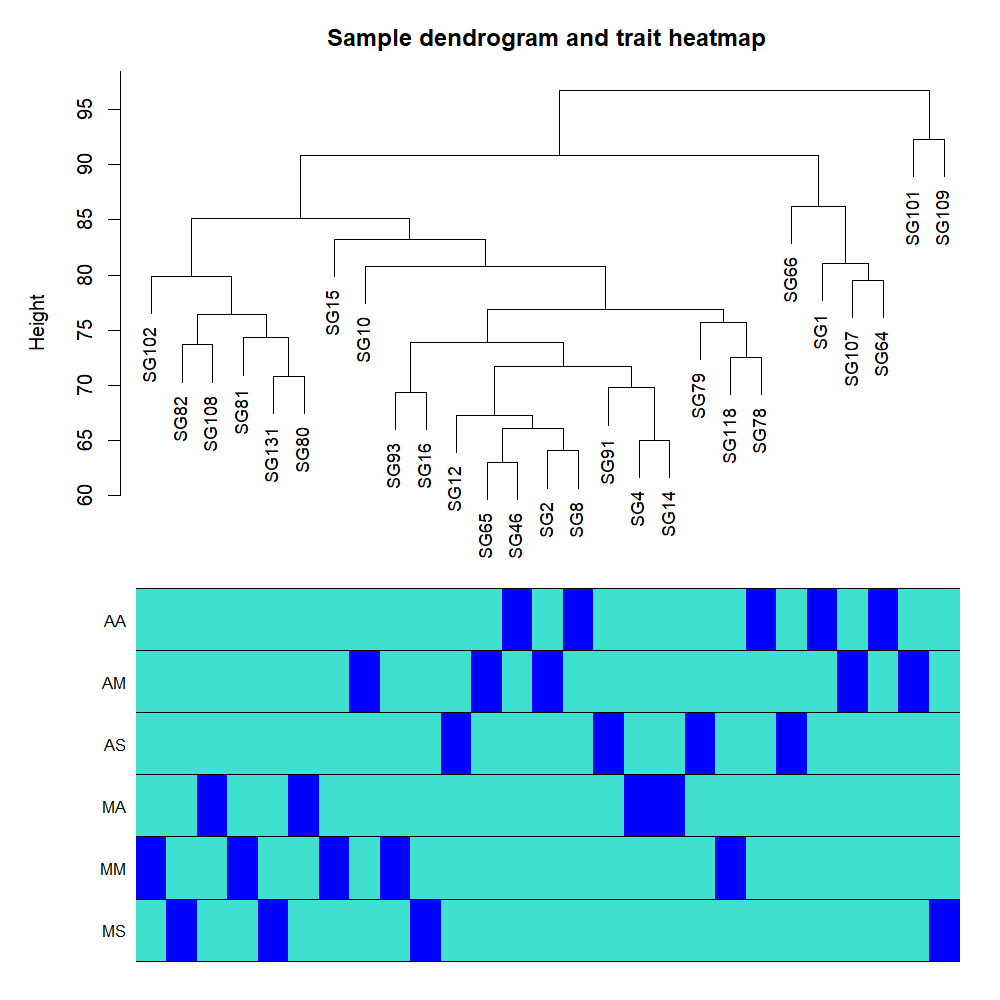 Sample dendrogram and trait heatmap
Height
95
90
85
80
75
70
65
60
SG102
SG82
SG108
SG81
SG131
SG80
SG15
SG10
SG93
SG16
SG12
SG65
SG46
SG2
SG8
SG91
SG4
SG14
SG79
SG118
SG78
SG66
SG1
SG107
SG64
SG101
SG109
AA
AM
AS
MA
MM
MS